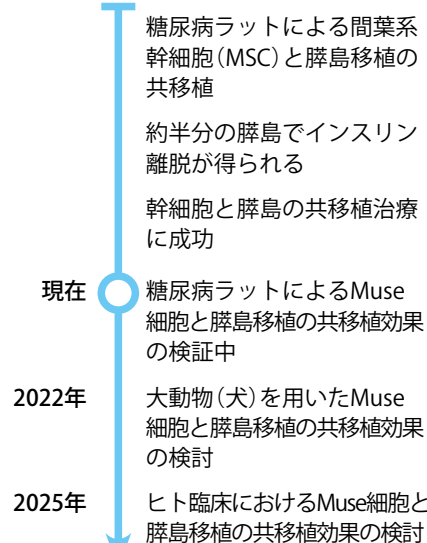 糖尿病ラットによる間葉系
幹細胞（MSC）と膵島移植の
共移植
約半分の膵島でインスリン
離脱が得られる
幹細胞と膵島の共移植治療
に成功
現在 糖尿病ラットによるMuse
細胞と膵島移植の共移植効果
の検証中
2022年 大動物（犬）を用いたMuse
細胞と膵島移植の共移植効果
の検討
2025年 ヒト臨床におけるMuse細胞と
膵島移植の共移植効果の検討